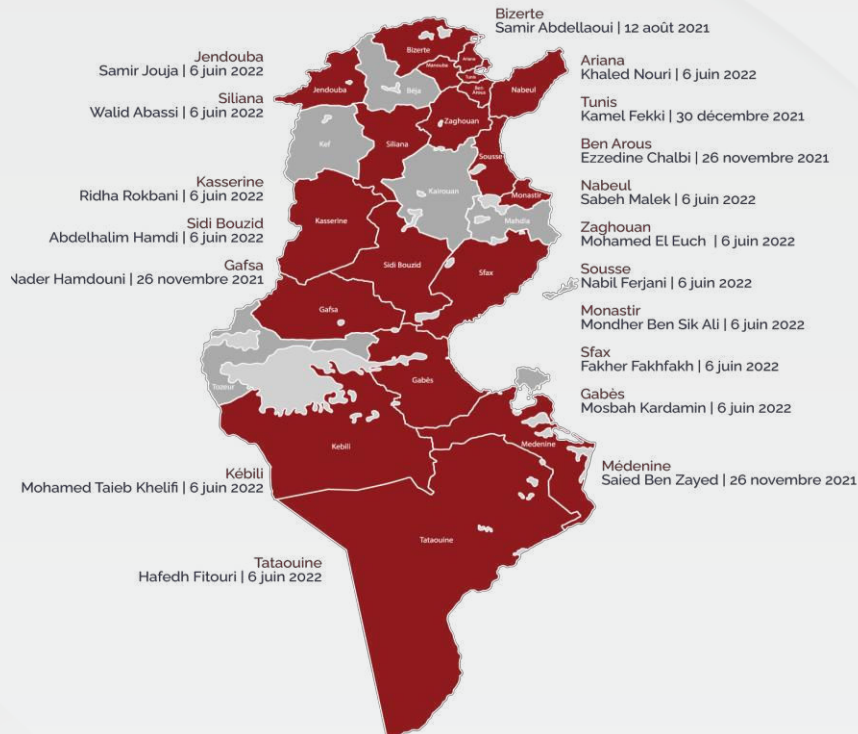 Bizerte
Samir Abdellaoui | 12 août 2021
Jendouba
Samir Jouja | 6 juin 2022
Siliana
Walid Abassi | 6 juin 2022
Kasserine
Ridha Rokbani | 6 juin 2022
Sidi Bouzid
Abdelhalim Hamdi | 6 juin 2022
Gafsa
Nader Hamdouni | 26 novembre 2021
Kébili
Mohamed Taieb Khelifi | 6 juin 2022
Tataouine
Hafedh Fitouri | 6 juin 2022
Ariana
Khaled Nouri | 6 juin 2022
Tunis
Kamel Fekki | 30 décembre 2021
Ben Arous
Ezzedine Chalbi | 26 novembre 2021
Nabeul
Sabeh Malek | 6 juin 2022
Zaghouan
Mohamed El Euch | 6 juin 2022
Sousse
Nabil Ferjani | 6 juin 2022
Monastir
Mondher Ben Sik Ali | 6 juin 2022
Sfax
Fakher Fakhfakh | 6 juin 2022
Gabès
Mosbah Kardamin | 6 juin 2022
Médenine
Saied Ben Zayed | 26 novembre 2021
Bizerte
Ariana
Manouba
Tunis
Ben
Arous
Jendouba
Béja
Nabeul
Zaghouan
Kef
Siliana
Sousse
Kairouan
Monastir
Mahdia
Kasserine
Sidi Bouzid
Sfax
Gafsa
Tozeur
Gabès
Kebili
Medenine
Tataouine